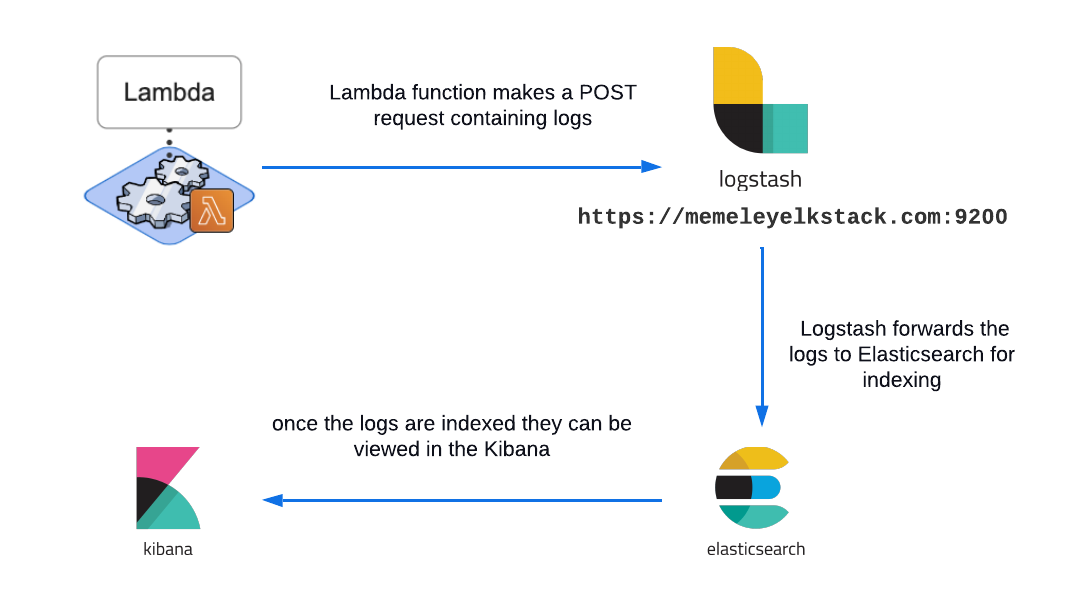 Lambda
Lambda function makes a POST
request containing logs
logstash
https://memeleyelkstack.com:9200
Logstash forwards the
logs to Elasticsearch for
indexing
once the logs are indexed they can be
viewed in the Kibana
kibana
elasticsearch